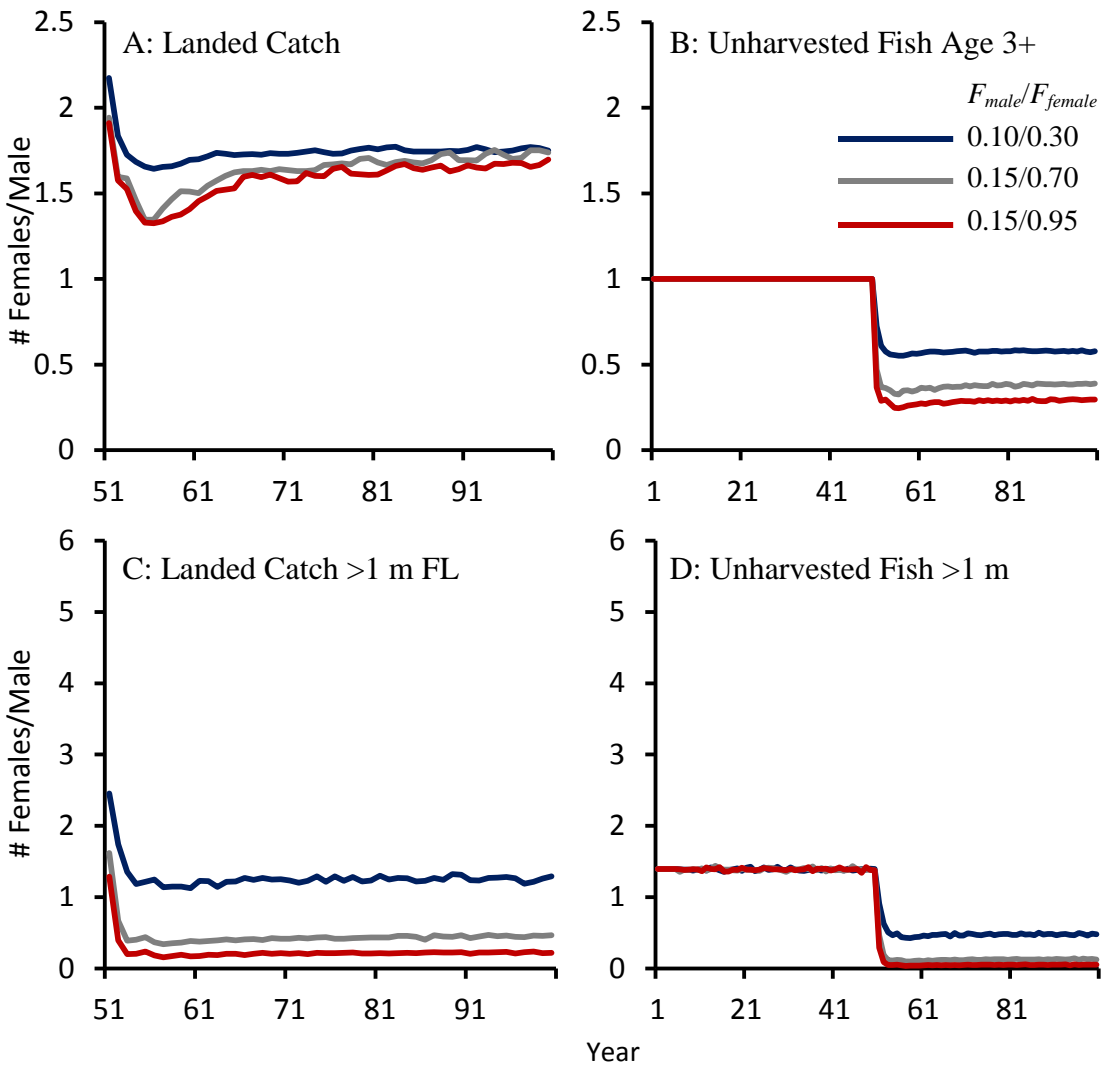 A: Landed Catch
# Females/Male
2.5
2
1.5
1
0.5
0
51 61 71 81 91
B: Unharvested Fish Age 3+
F_male/F_female
0.10/0.30
0.15/0.70
0.15/0.95
2.5
2
1.5
1
0.5
0
1 21 41 61 81
C: Landed Catch >1 m FL
# Females/Male
6
5
4
3
2
1
0
51 61 71 81 91
D: Unharvested Fish >1 m
6
5
4
3
2
1
0
1 21 41 61 81
Year